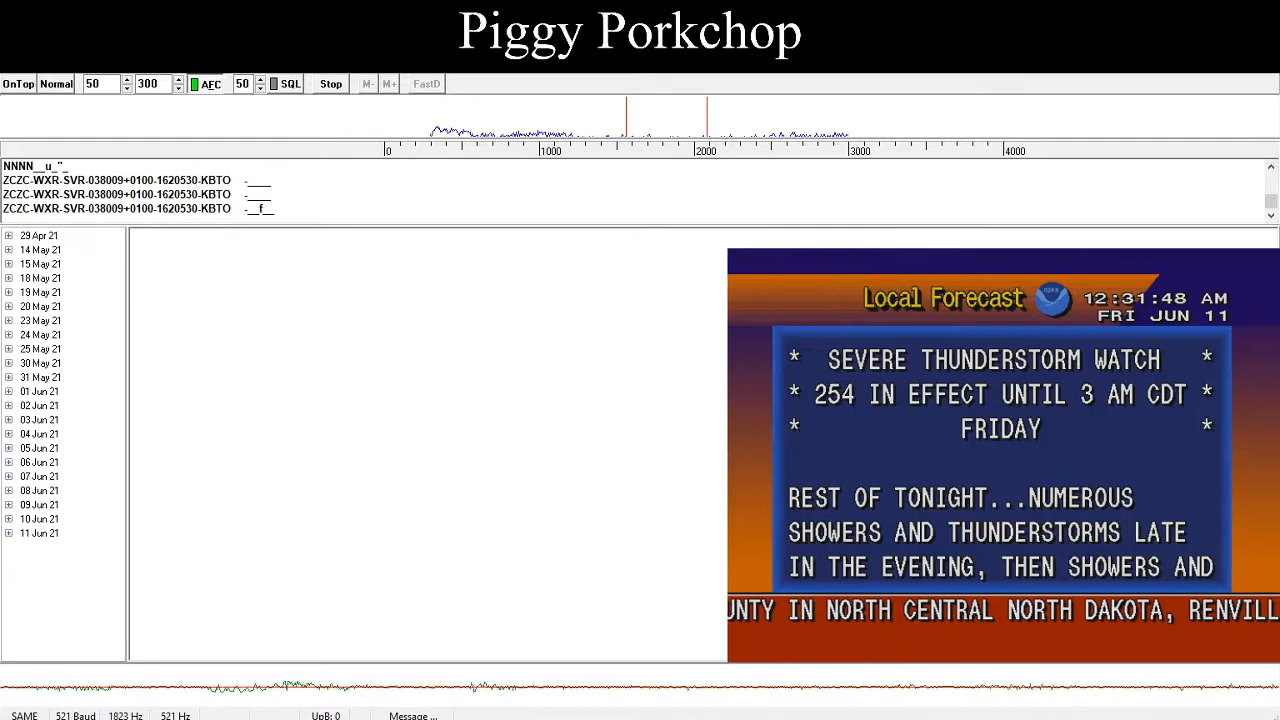 Piggy Porkchop
OnTop Normal 50 300 AFC 50 SQL Stop M- M+ FastD
0 1000 2000 3000 4000
NNNN__u_"_
ZCZC-WXR-SVR-038009+0100-1620530-KBTO -____
ZCZC-WXR-SVR-038009+0100-1620530-KBTO -____
ZCZC-WXR-SVR-038009+0100-1620530-KBTO -__f__
29 Apr 21
14 May 21
15 May 21
18 May 21
19 May 21
20 May 21
23 May 21
24 May 21
25 May 21
30 May 21
31 May 21
01 Jun 21
02 Jun 21
03 Jun 21
04 Jun 21
05 Jun 21
06 Jun 21
07 Jun 21
08 Jun 21
09 Jun 21
10 Jun 21
11 Jun 21
Local Forecast 12:31:48 AM
FRI JUN 11
* SEVERE THUNDERSTORM WATCH *
* 254 IN EFFECT UNTIL 3 AM CDT *
* FRIDAY *
REST OF TONIGHT...NUMEROUS
SHOWERS AND THUNDERSTORMS LATE
IN THE EVENING, THEN SHOWERS AND
UNTY IN NORTH CENTRAL NORTH DAKOTA, RENVILL
SAME 521 Baud 1823 Hz 521 Hz UpB: 0 Message ...